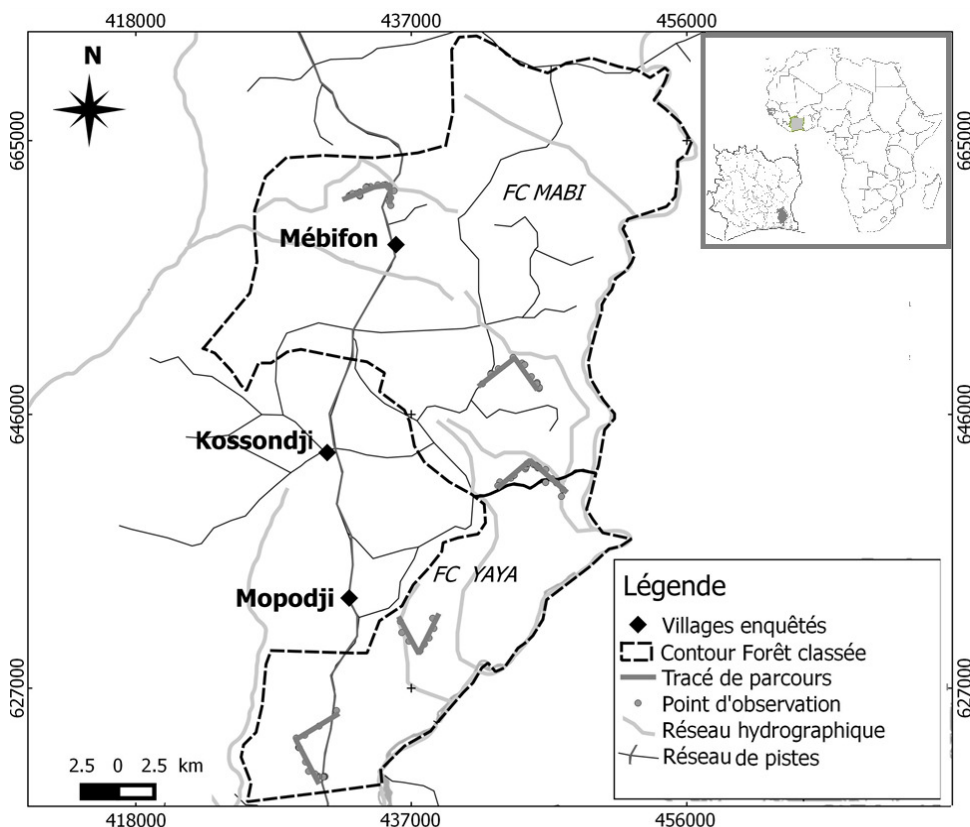 418000 437000 456000
N
665000 665000
FC MABI
Mébifon
646000 646000
Kossondji
FC YAYA
Mopodji
627000 627000
Légende
Villages enquêtés
Contour Forêt classée
Tracé de parcours
Point d'observation
Réseau hydrographique
Réseau de pistes
2.5 0 2.5 km
418000 437000 456000